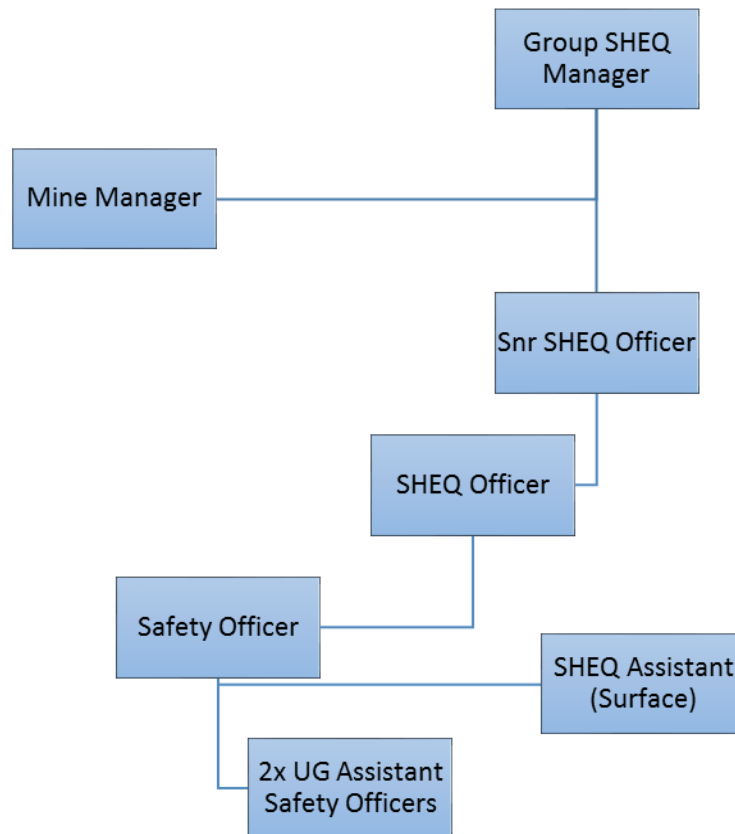 Group SHEQ
Manager
Mine Manager
Snr SHEQ Officer
SHEQ Officer
Safety Officer
SHEQ Assistant
(Surface)
2x UG Assistant
Safety Officers